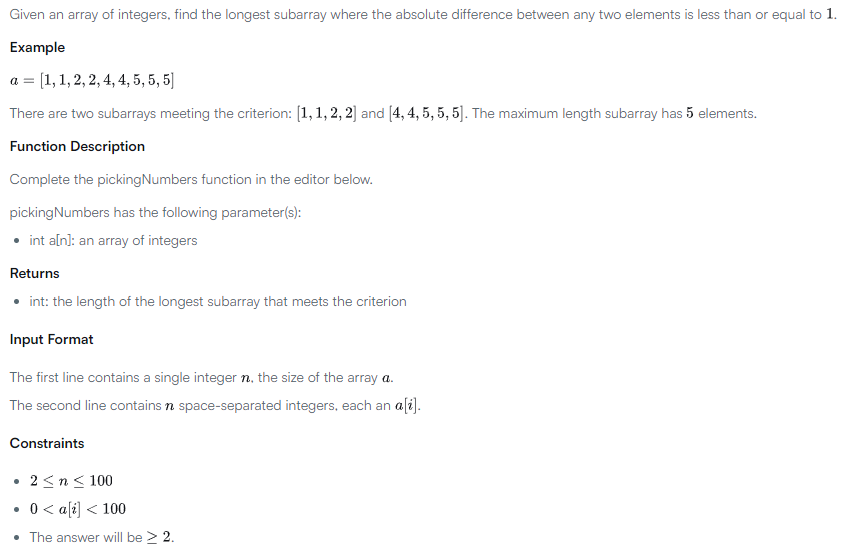 Given an array of integers, find the longest subarray where the absolute difference between any two elements is less than or equal to 1.
Example
a = [1, 1, 2, 2, 4, 4, 5, 5, 5]
There are two subarrays meeting the criterion: [1, 1, 2, 2] and [4, 4, 5, 5, 5]. The maximum length subarray has 5 elements.
Function Description
Complete the pickingNumbers function in the editor below.
pickingNumbers has the following parameter(s):
• int a[n]: an array of integers
Returns
• int: the length of the longest subarray that meets the criterion
Input Format
The first line contains a single integer n, the size of the array a.
The second line contains n space-separated integers, each an a[i].
Constraints
• 2 ≤ n ≤ 100
• 0 < a[i] < 100
• The answer will be ≥ 2.